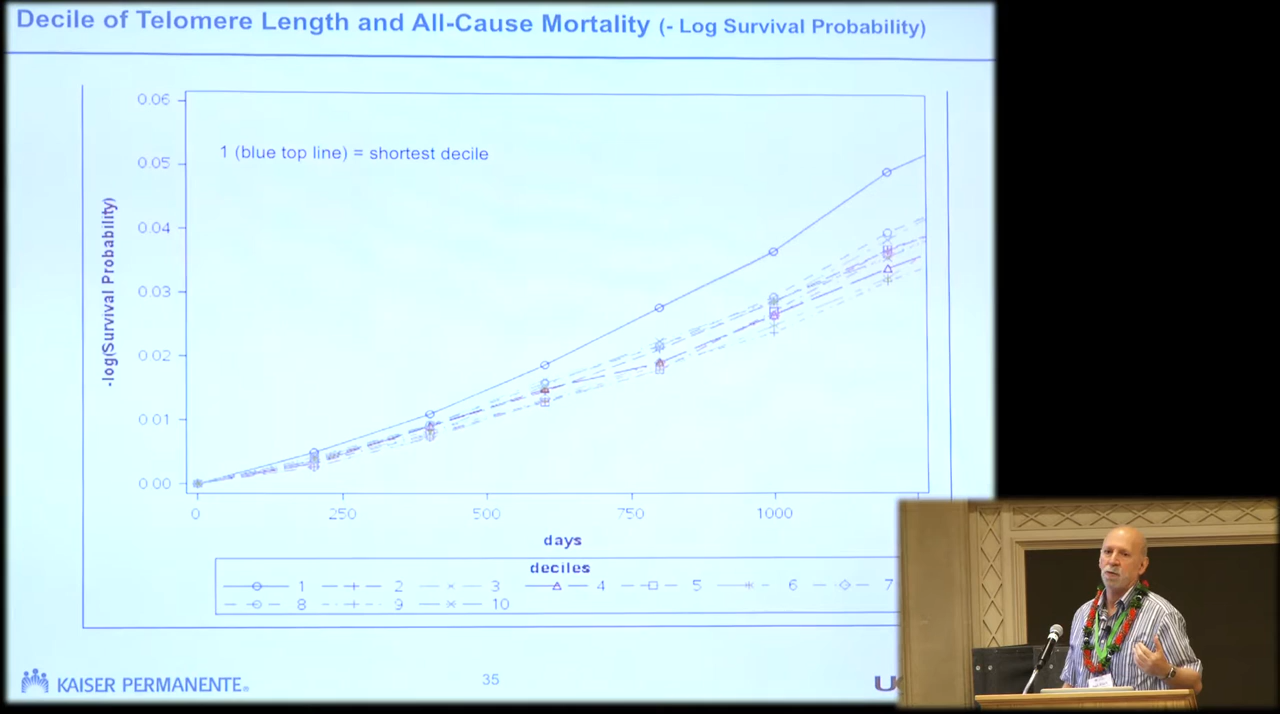 Decile of Telomere Length and All-Cause Mortality (- Log Survival Probability)
0.06
1 (blue top line) = shortest decile
0.05
0.04
0.03
0.02
0.01
0.00
-log(Survival Probability)
0 250 500 750 1000
days
deciles
1 2 3 4 5 6 7
8 9 10
KAISER PERMANENTE®
35